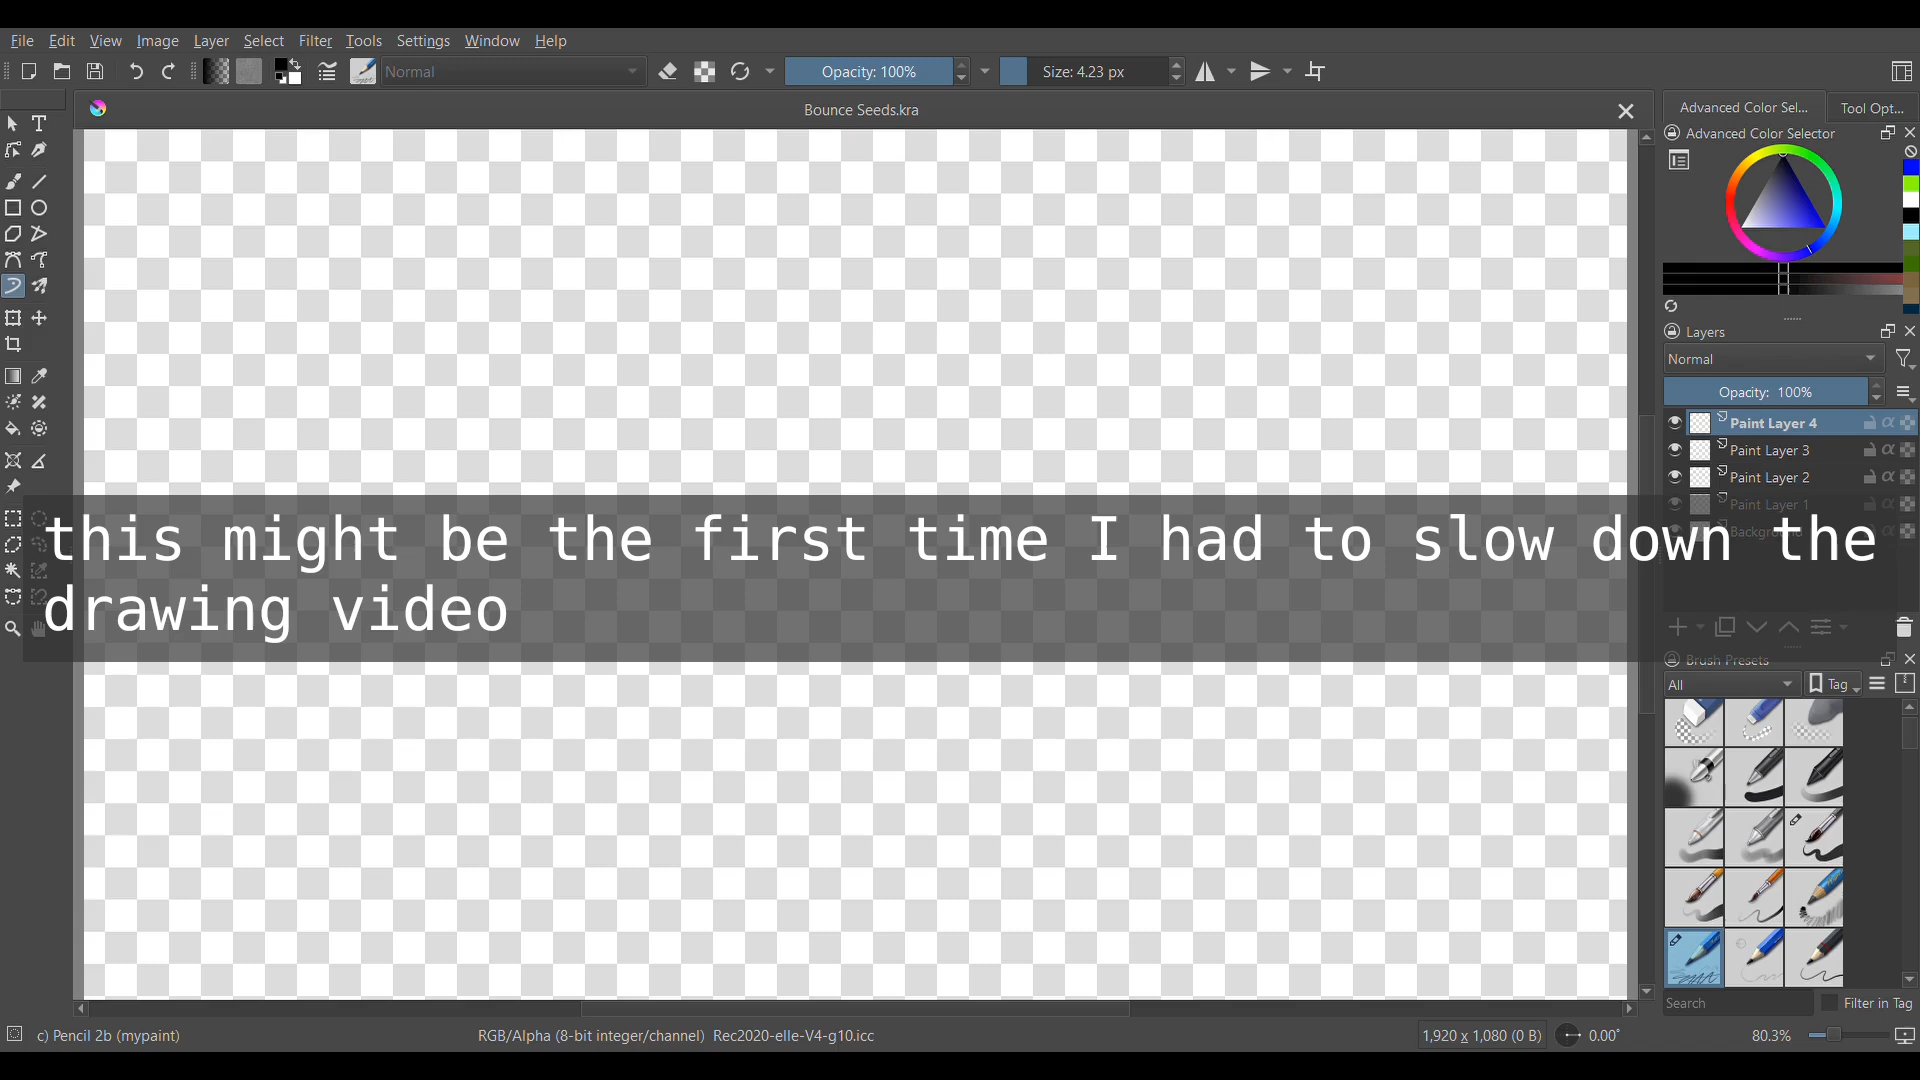 File Edit View Image Layer Select Filter Tools Settings Window Help
Normal Opacity: 100% Size: 4.23 px
Bounce Seeds.kra
Advanced Color Sel... Tool Opt...
Advanced Color Selector
Layers
Normal
Opacity: 100%
Paint Layer 4
Paint Layer 3
Paint Layer 2
Paint Layer 1
Background
this might be the first time I had to slow down the
drawing video
Brush Presets
All Tag
Search Filter in Tag
c) Pencil 2b (mypaint) RGB/Alpha (8-bit integer/channel) Rec2020-elle-V4-g10.icc 1,920 x 1,080 (0 B) 0.00° 80.3%